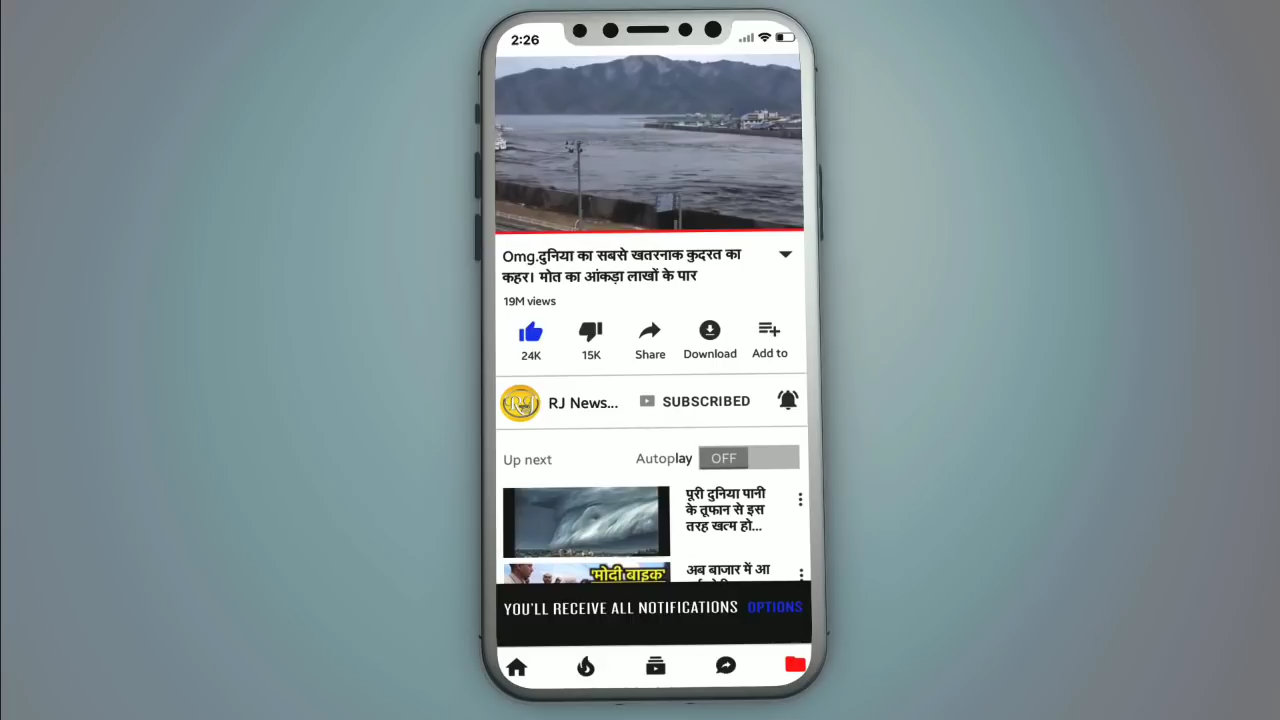 2:26
Omg.दुनिया का सबसे खतरनाक कुदरत का
कहर। मोत का आंकड़ा लाखों के पार
19M views
24K
15K
Share
Download
Add to
RJ
RJ News...
SUBSCRIBED
Up next
Autoplay
OFF
पूरी दुनिया पानी
के तूफान से इस
तरह खत्म हो...
'मोदी बाइक'
अब बाजार में आ
YOU'LL RECEIVE ALL NOTIFICATIONS OPTIONS